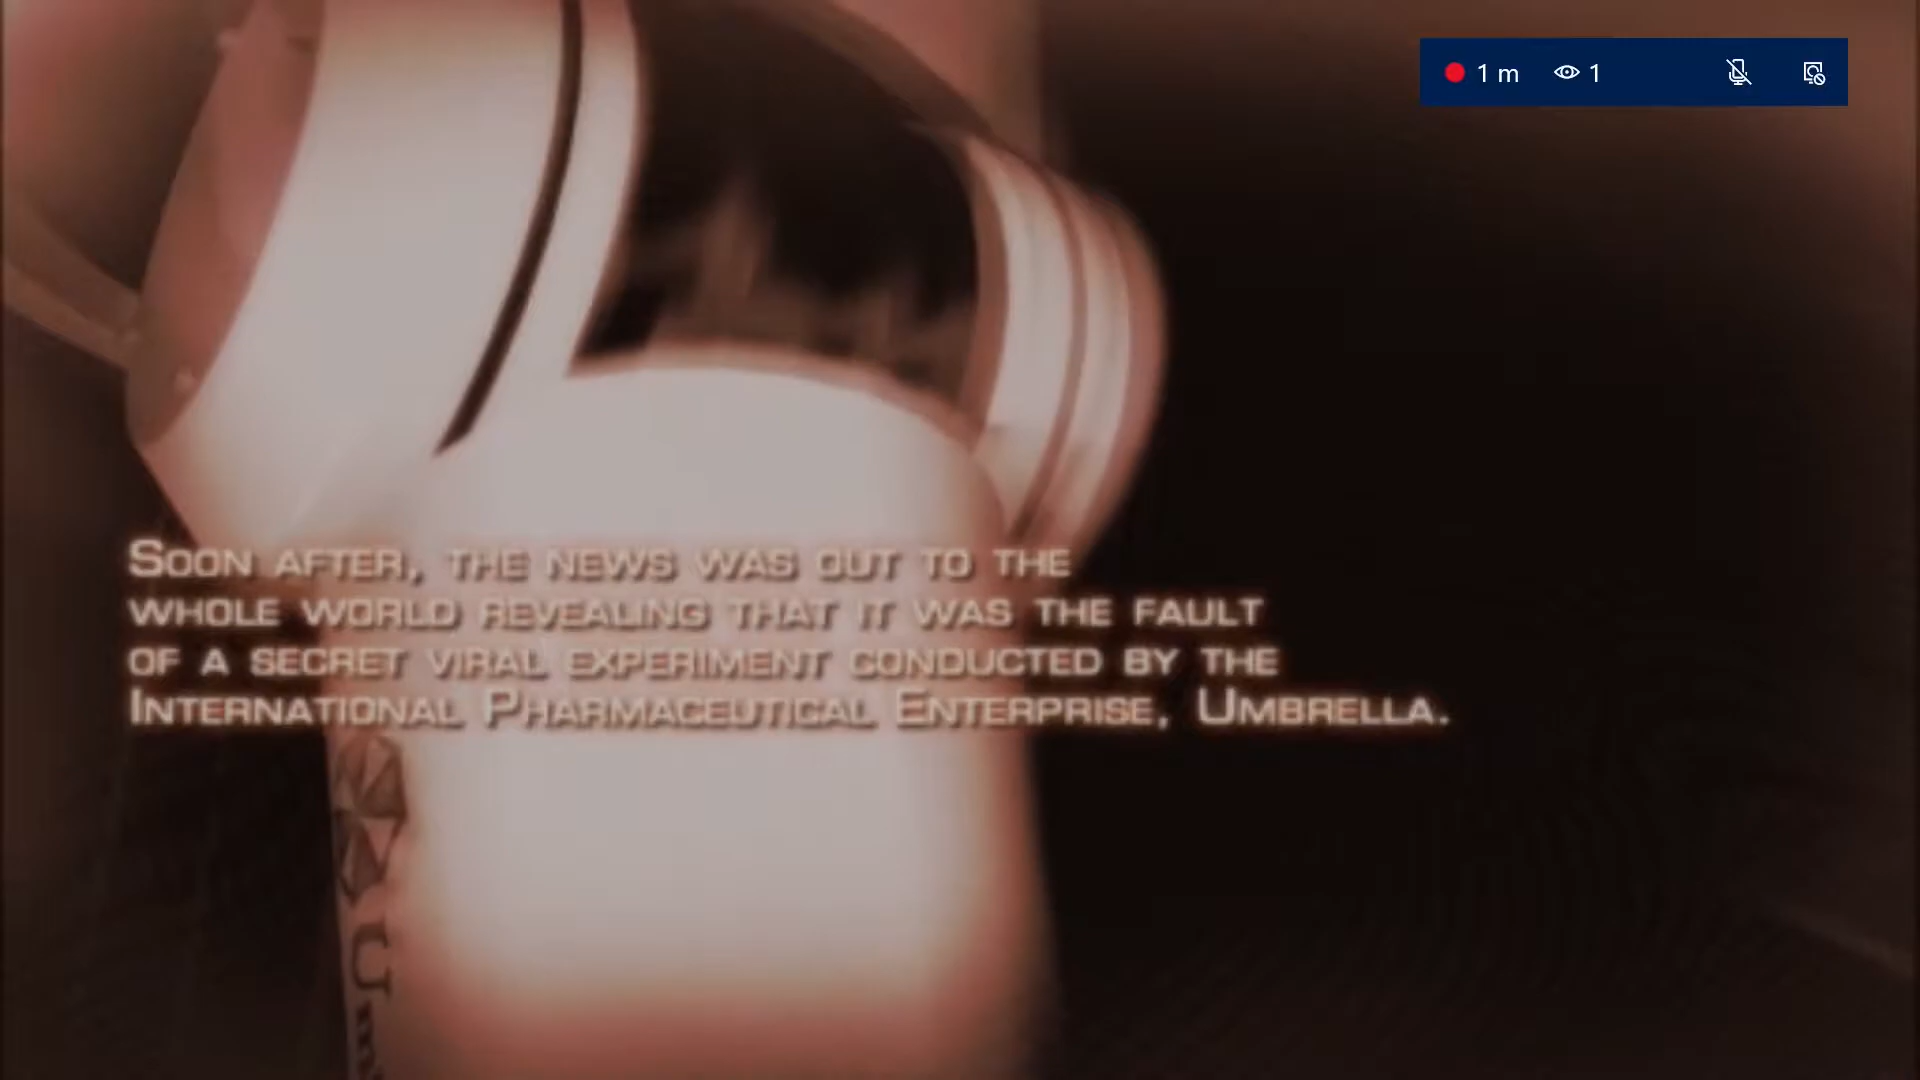 1 m 1
Soon after, the news was out to the
whole world revealing that it was the fault
of a secret viral experiment conducted by the
International Pharmaceutical Enterprise, Umbrella.
Um